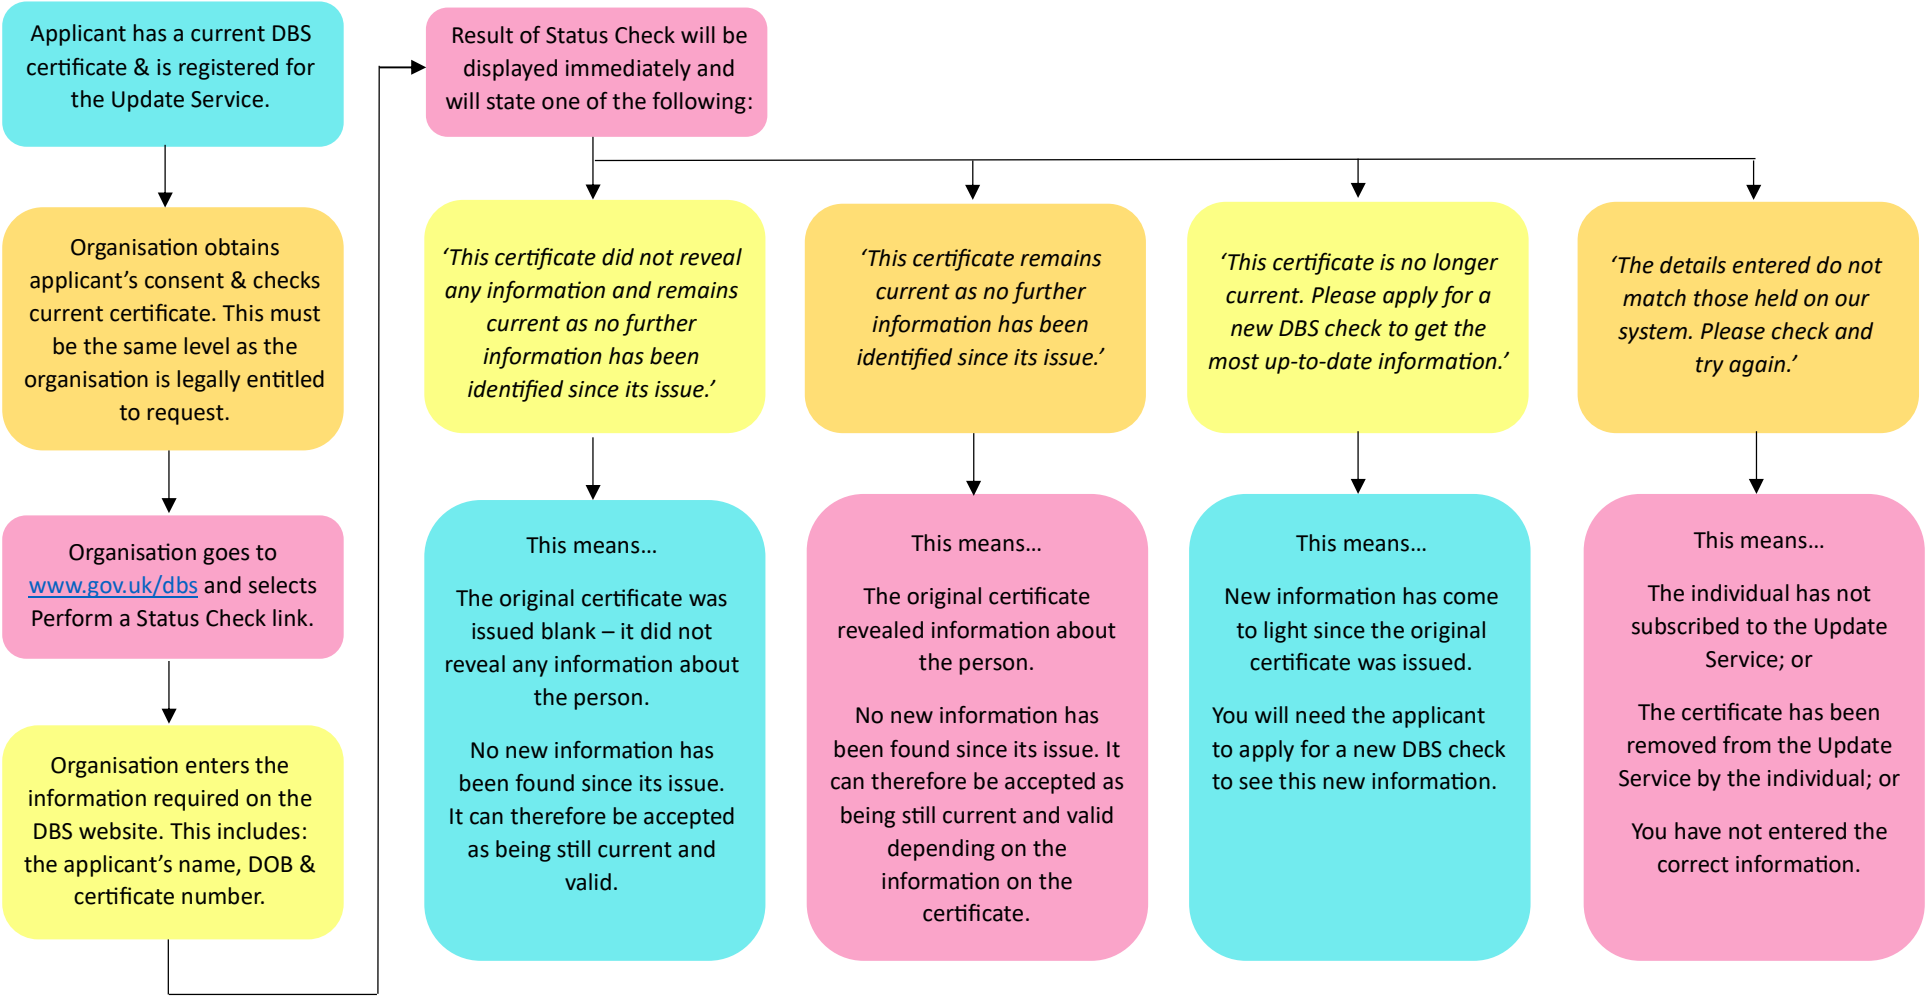 Applicant has a current DBS
certificate & is registered for
the Update Service.
Organisation obtains
applicant’s consent & checks
current certificate. This must
be the same level as the
organisation is legally entitled
to request.
Organisation goes to
www.gov.uk/dbs and selects
Perform a Status Check link.
Organisation enters the
information required on the
DBS website. This includes:
the applicant’s name, DOB &
certificate number.
Result of Status Check will be
displayed immediately and
will state one of the following:
‘This certificate did not reveal
any information and remains
current as no further
information has been
identified since its issue.’
This means…
The original certificate was
issued blank – it did not
reveal any information about
the person.
No new information has
been found since its issue.
It can therefore be accepted
as being still current and
valid.
‘This certificate remains
current as no further
information has been
identified since its issue.’
This means…
The original certificate
revealed information about
the person.
No new information has
been found since its issue. It
can therefore be accepted as
being still current and valid
depending on the
information on the
certificate.
‘This certificate is no longer
current. Please apply for a
new DBS check to get the
most up-to-date information.’
This means…
New information has come
to light since the original
certificate was issued.
You will need the applicant
to apply for a new DBS check
to see this new information.
‘The details entered do not
match those held on our
system. Please check and
try again.’
This means…
The individual has not
subscribed to the Update
Service; or
The certificate has been
removed from the Update
Service by the individual; or
You have not entered the
correct information.